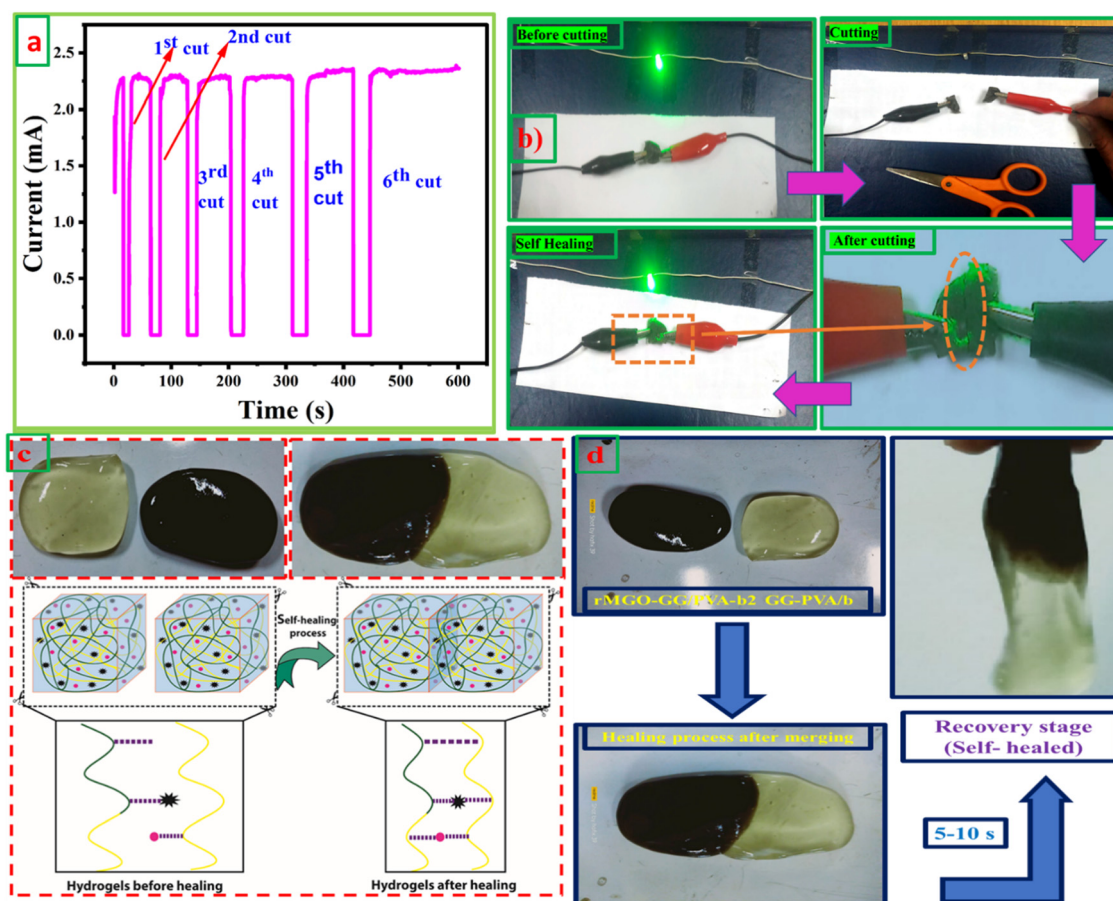 a
1st cut
2nd cut
3rd
cut
4th
cut
5th
cut
6th cut
2.5
2.0
1.5
1.0
0.5
0.0
Current (mA)
0
100
200
300
400
500
600
Time (s)
b)
Before cutting
Cutting
Self Healing
After cutting
c
Self-healing
process
Hydrogels before healing
Hydrogels after healing
d
rMGO-GG/PVA-b2 GG-PVA/b
Healing process after merging
Recovery stage
(Self- healed)
5-10 s